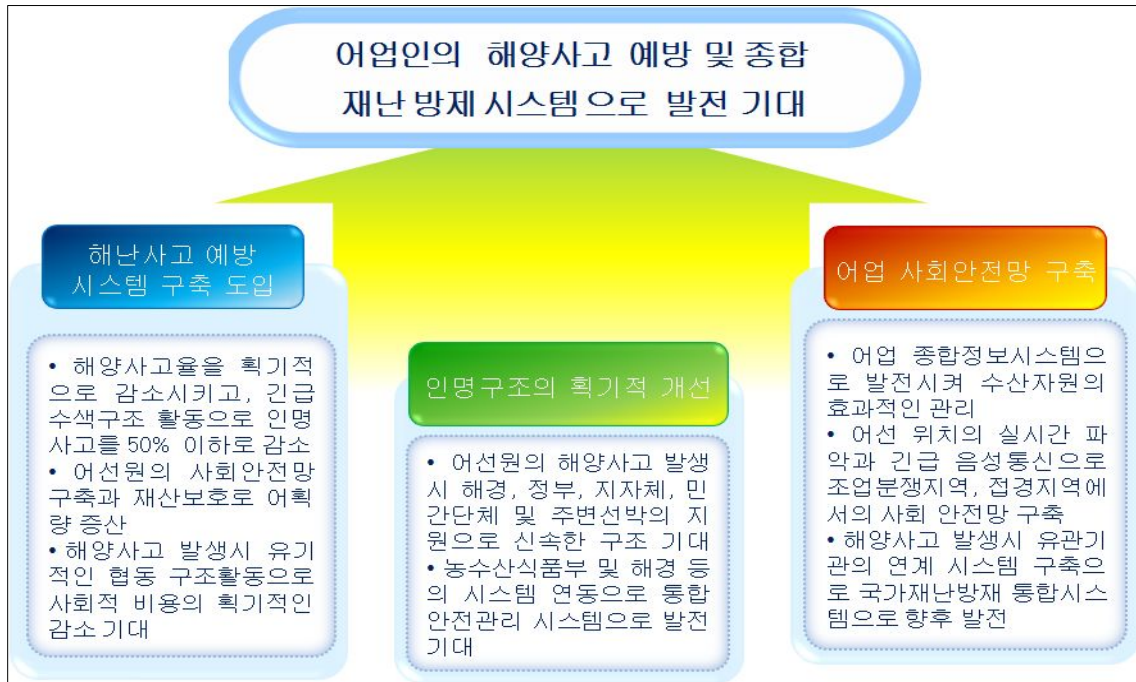 어업인의 해양사고 예방 및 종합
재난 방제 시스템으로 발전 기대
해난사고 예방
시스템 구축 도입
• 해양사고율을 획기적
으로 감소시키고, 긴급
수색구조 활동으로 인명
사고를 50% 이하로 감소
• 어선원의 사회안전망
구축과 재산보호로 어획
량 증산
• 해양사고 발생시 유기
적인 협동 구조활동으로
사회적 비용의 획기적인
감소 기대
인명구조의 획기적 개선
• 어선원의 해양사고 발생
시 해경, 정부, 지자체, 민
간단체 및 주변선박의 지
원으로 신속한 구조 기대
• 농수산식품부 및 해경 등
의 시스템 연동으로 통합
안전관리 시스템으로 발전
기대
어업 사회안전망 구축
• 어업 종합정보시스템으
로 발전시켜 수산자원의
효과적인 관리
• 어선 위치의 실시간 파
악과 긴급 음성통신으로
조업분쟁지역, 접경지역에
서의 사회 안전망 구축
• 해양사고 발생시 유관기
관의 연계 시스템 구축으
로 국가재난방재 통합시스
템으로 향후 발전